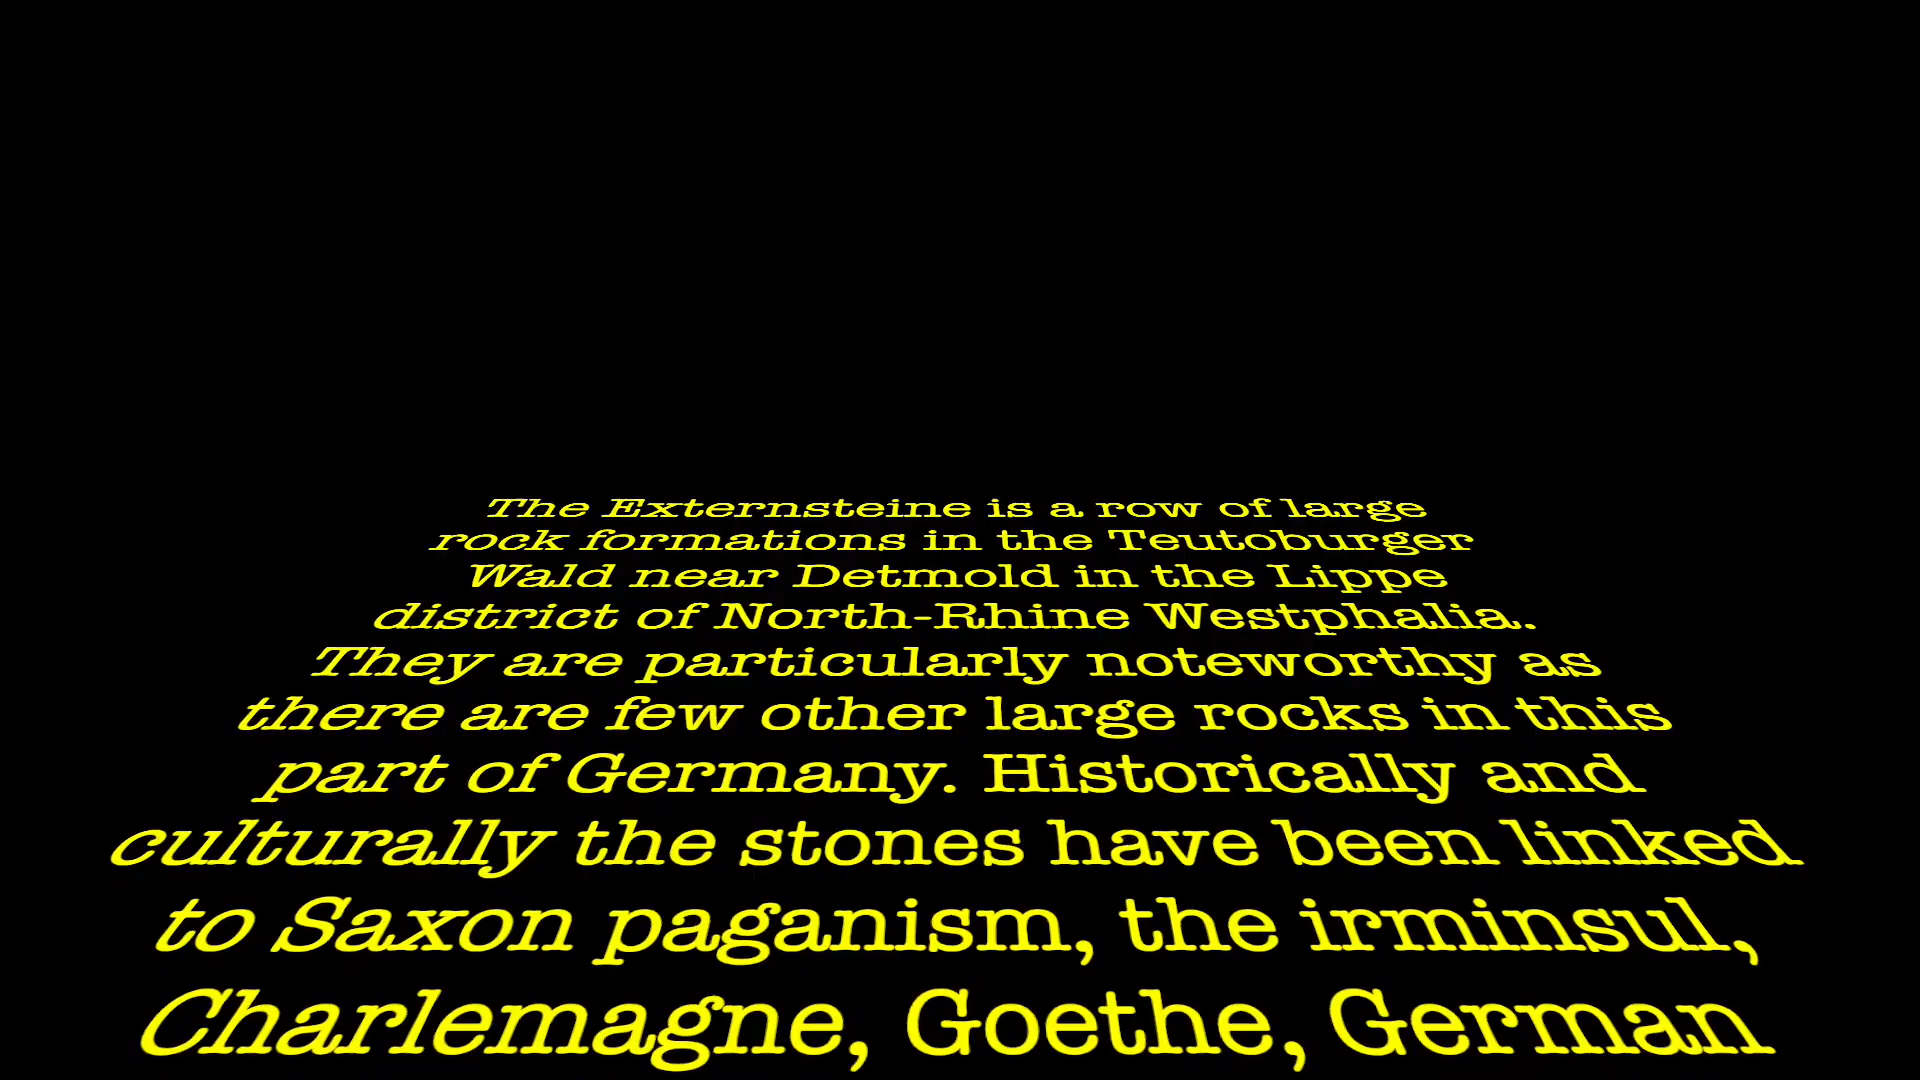 The Externsteine is a row of large
rock formations in the Teutoburger
Wald near Detmold in the Lippe
district of North-Rhine Westphalia.
They are particularly noteworthy as
there are few other large rocks in this
part of Germany. Historically and
culturally the stones have been linked
to Saxon paganism, the irminsul,
Charlemagne, Goethe, German